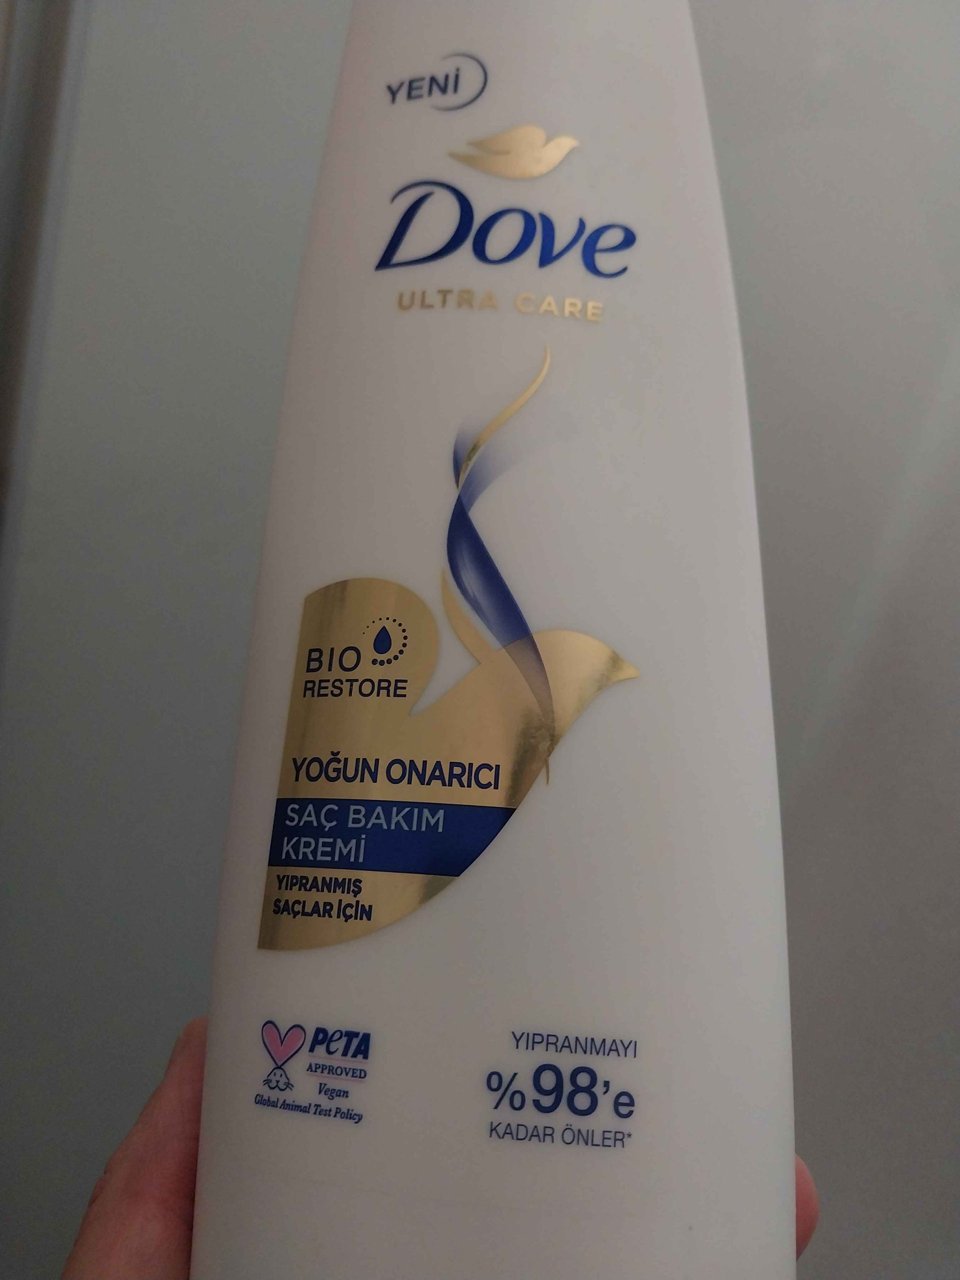 YENİ
Dove
ULTRA CARE
BIO
RESTORE
YOĞUN ONARICI
SAÇ BAKIM
KREMİ
YIPRANMIŞ
SAÇLAR İÇİN
PETA
APPROVED
Vegan
Global Animal Test Policy
YIPRANMAYI
%98'e
KADAR ÖNLER*